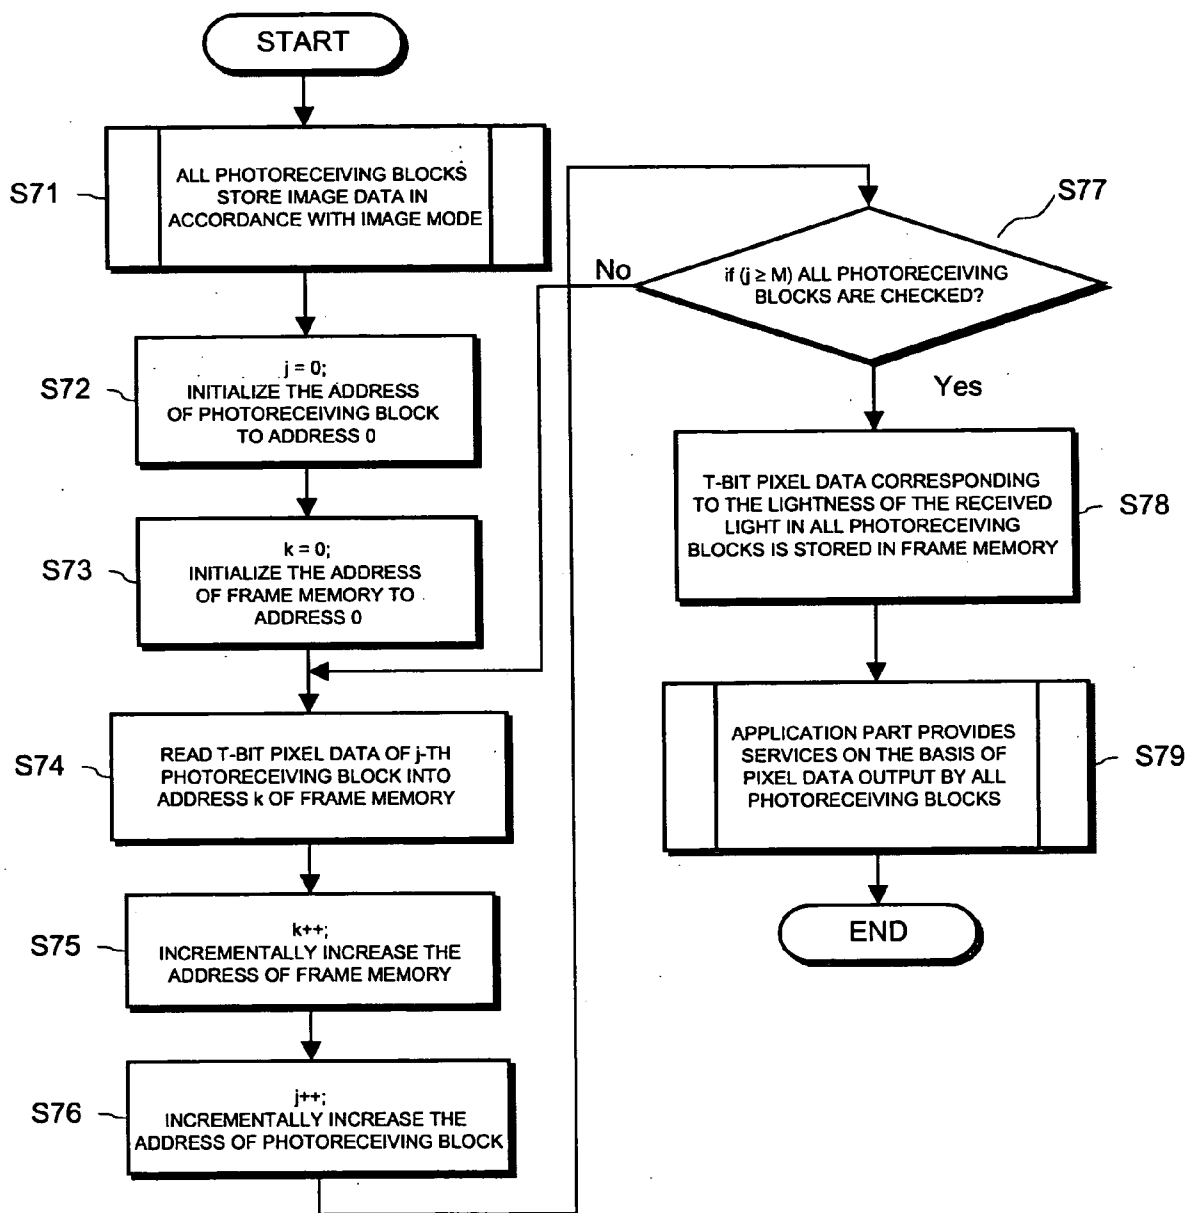 START
S71
ALL PHOTORECEIVING BLOCKS
STORE IMAGE DATA IN
ACCORDANCE WITH IMAGE MODE
S72
j = 0;
INITIALIZE THE ADDRESS
OF PHOTORECEIVING BLOCK
TO ADDRESS 0
S73
k = 0;
INITIALIZE THE ADDRESS
OF FRAME MEMORY TO
ADDRESS 0
S74
READ T-BIT PIXEL DATA OF j-TH
PHOTORECEIVING BLOCK INTO
ADDRESS k OF FRAME MEMORY
S75
k++;
INCREMENTALLY INCREASE THE
ADDRESS OF FRAME MEMORY
S76
j++;
INCREMENTALLY INCREASE THE
ADDRESS OF PHOTORECEIVING BLOCK
S77
if (j ≥ M) ALL PHOTORECEIVING
BLOCKS ARE CHECKED?
No
Yes
T-BIT PIXEL DATA CORRESPONDING
TO THE LIGHTNESS OF THE RECEIVED
LIGHT IN ALL PHOTORECEIVING
BLOCKS IS STORED IN FRAME MEMORY
S78
APPLICATION PART PROVIDES
SERVICES ON THE BASIS OF
PIXEL DATA OUTPUT BY ALL
PHOTORECEIVING BLOCKS
S79
END